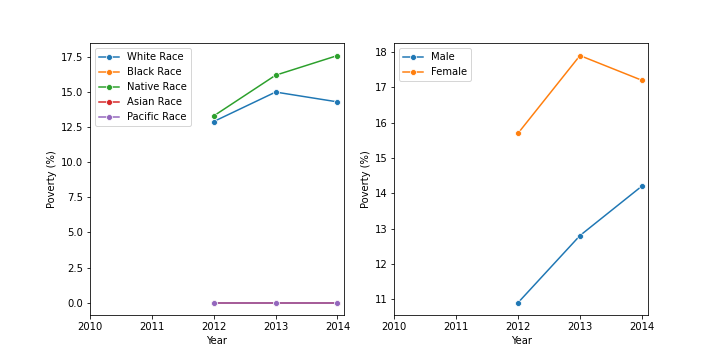 17.5
15.0
12.5
10.0
7.5
5.0
2.5
0.0
Poverty (%)
White Race
Black Race
Native Race
Asian Race
Pacific Race
2010 2011 2012 2013 2014
Year
18
17
16
15
14
13
12
11
Poverty (%)
Male
Female
2010 2011 2012 2013 2014
Year